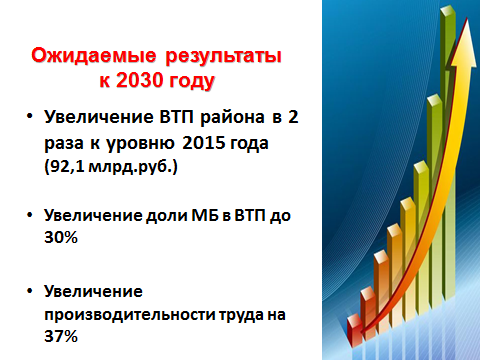 Ожидаемые результаты
к 2030 году
• Увеличение ВТП района в 2
раза к уровню 2015 года
(92,1 млрд.руб.)
• Увеличение доли МБ в ВТП до
30%
• Увеличение
производительности труда на
37%